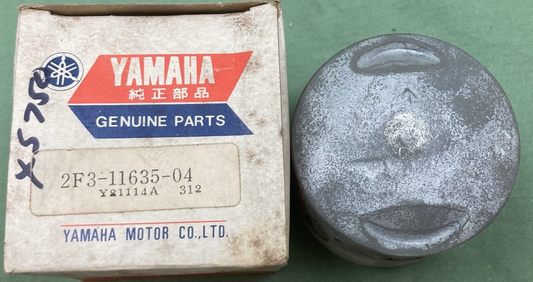 XS750
YAMAHA
純正部品
GENUINE PARTS
2F3-11635-04
Y21114A 312
YAMAHA MOTOR CO.,LTD.